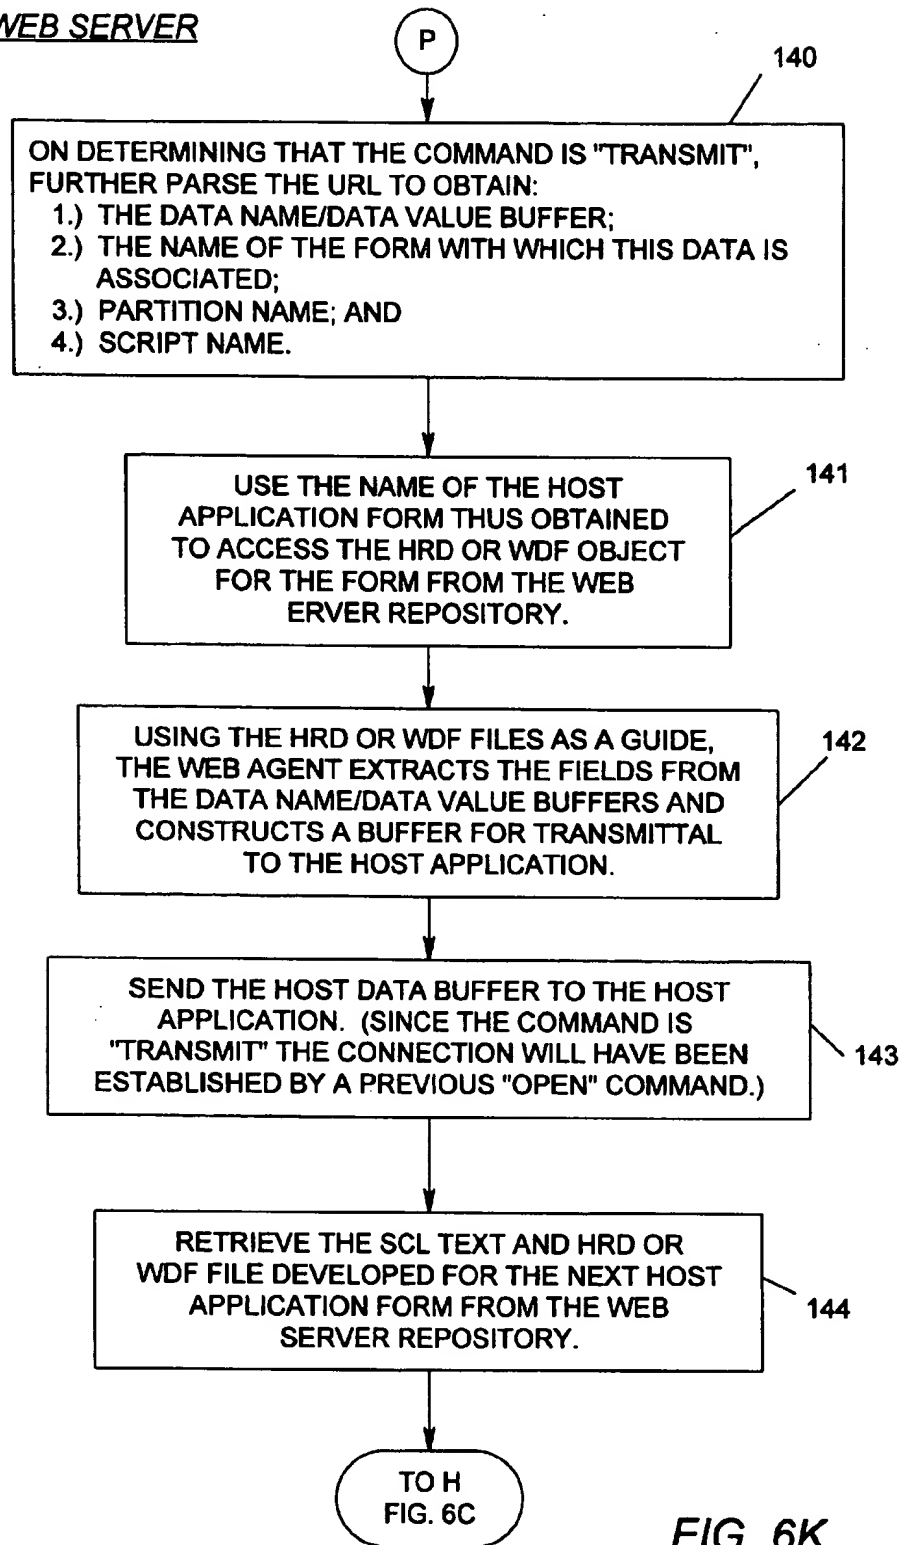 WEB SERVER
P
140
ON DETERMINING THAT THE COMMAND IS "TRANSMIT",
FURTHER PARSE THE URL TO OBTAIN:
1.) THE DATA NAME/DATA VALUE BUFFER;
2.) THE NAME OF THE FORM WITH WHICH THIS DATA IS
ASSOCIATED;
3.) PARTITION NAME; AND
4.) SCRIPT NAME.
141
USE THE NAME OF THE HOST
APPLICATION FORM THUS OBTAINED
TO ACCESS THE HRD OR WDF OBJECT
FOR THE FORM FROM THE WEB
ERVER REPOSITORY.
142
USING THE HRD OR WDF FILES AS A GUIDE,
THE WEB AGENT EXTRACTS THE FIELDS FROM
THE DATA NAME/DATA VALUE BUFFERS AND
CONSTRUCTS A BUFFER FOR TRANSMITTAL
TO THE HOST APPLICATION.
SEND THE HOST DATA BUFFER TO THE HOST
APPLICATION. (SINCE THE COMMAND IS
"TRANSMIT" THE CONNECTION WILL HAVE BEEN
ESTABLISHED BY A PREVIOUS "OPEN" COMMAND.)
143
RETRIEVE THE SCL TEXT AND HRD OR
WDF FILE DEVELOPED FOR THE NEXT HOST
APPLICATION FORM FROM THE WEB
SERVER REPOSITORY.
144
TO H
FIG. 6C
FIG. 6K